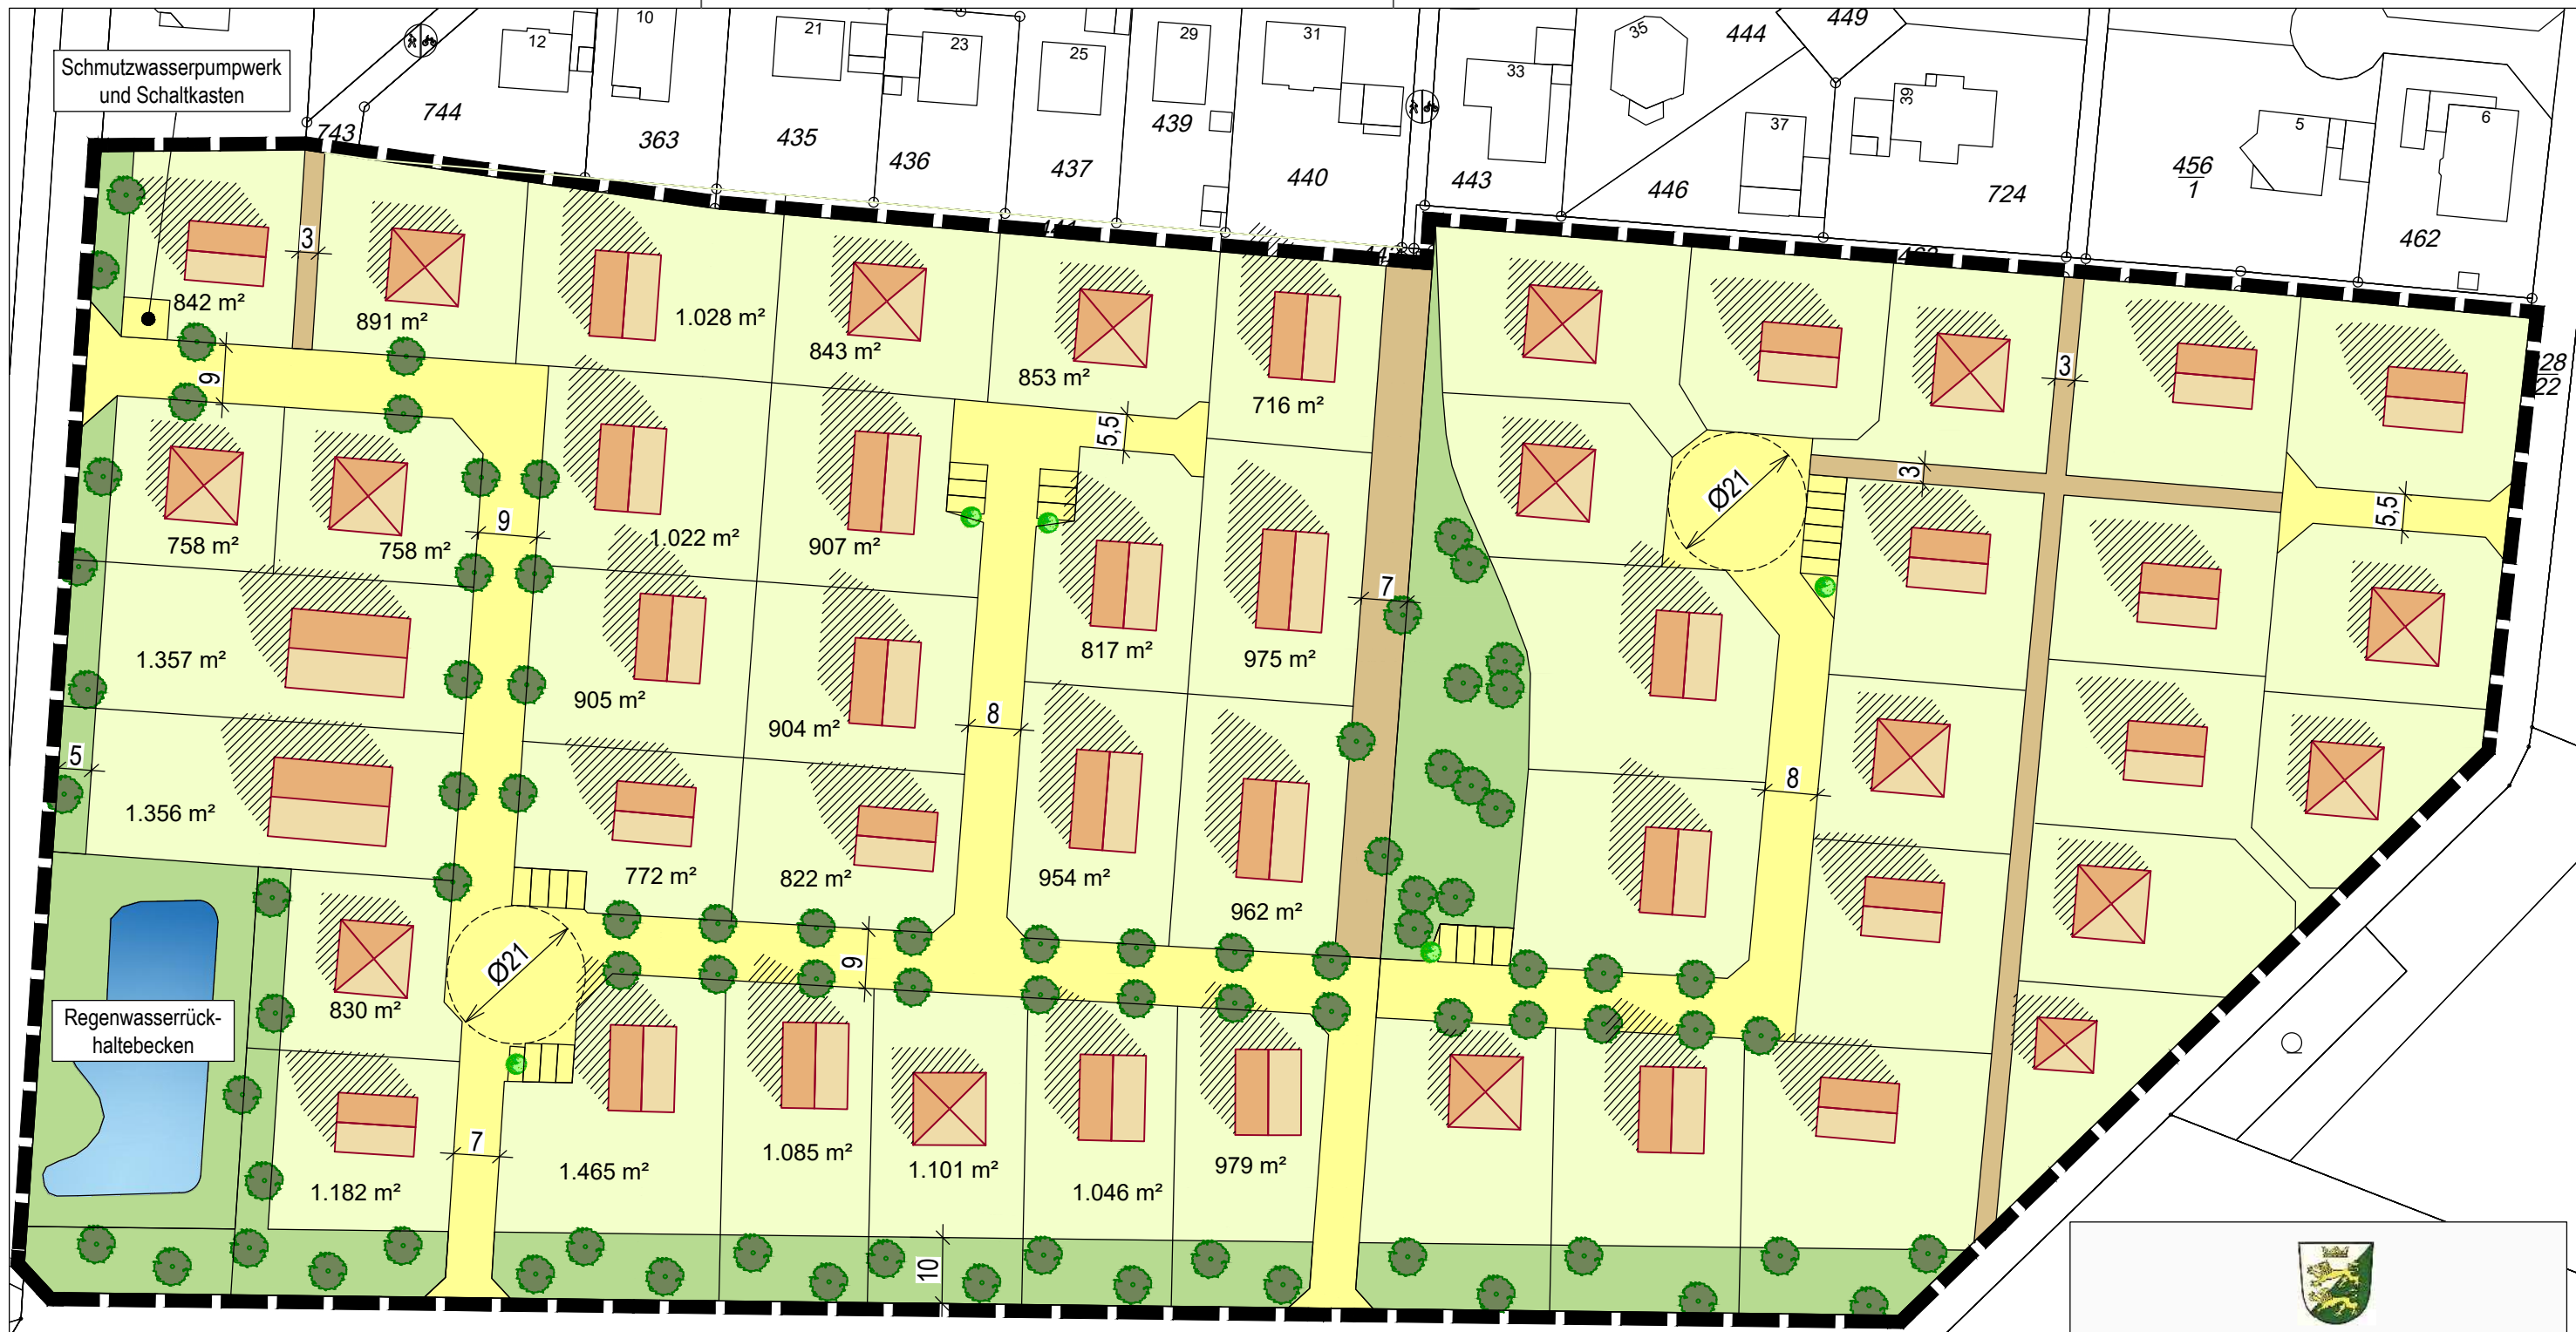 Schmutzwasserpumpwerk
und Schaltkasten
12
10
21
23
25
29
31
33
35
37
39
5
6
743
744
363
435
436
437
439
440
443
444
446
449
724
456
1
462
28
22
842 m²
3
891 m²
1.028 m²
843 m²
853 m²
716 m²
3
9
5,5
Ø21
3
5,5
758 m²
758 m²
9
1.022 m²
907 m²
817 m²
975 m²
7
1.357 m²
905 m²
904 m²
8
8
5
1.356 m²
772 m²
822 m²
954 m²
962 m²
Ø21
9
830 m²
Regenwasserrück-
haltebecken
7
1.182 m²
1.465 m²
1.085 m²
1.101 m²
1.046 m²
979 m²
10